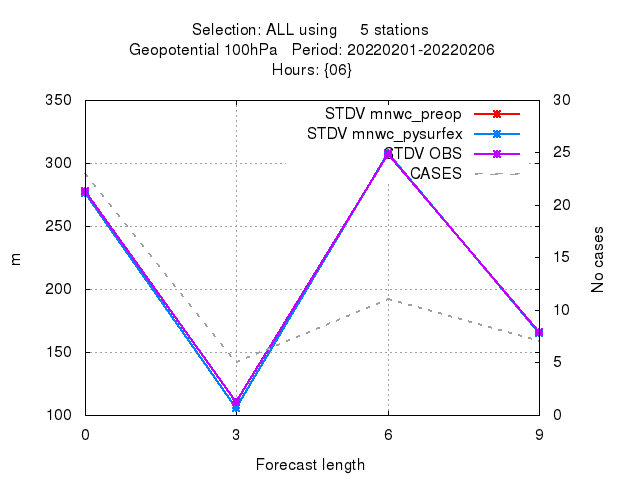 Selection: ALL using     5 stations
Geopotential 100hPa   Period: 20220201-20220206
Hours: {06}
350
300
250
200
150
100
30
25
20
15
10
5
0
STDV mnwc_preop
STDV mnwc_pysurfex
STDV OBS
CASES
m
No cases
0 3 6 9
Forecast length